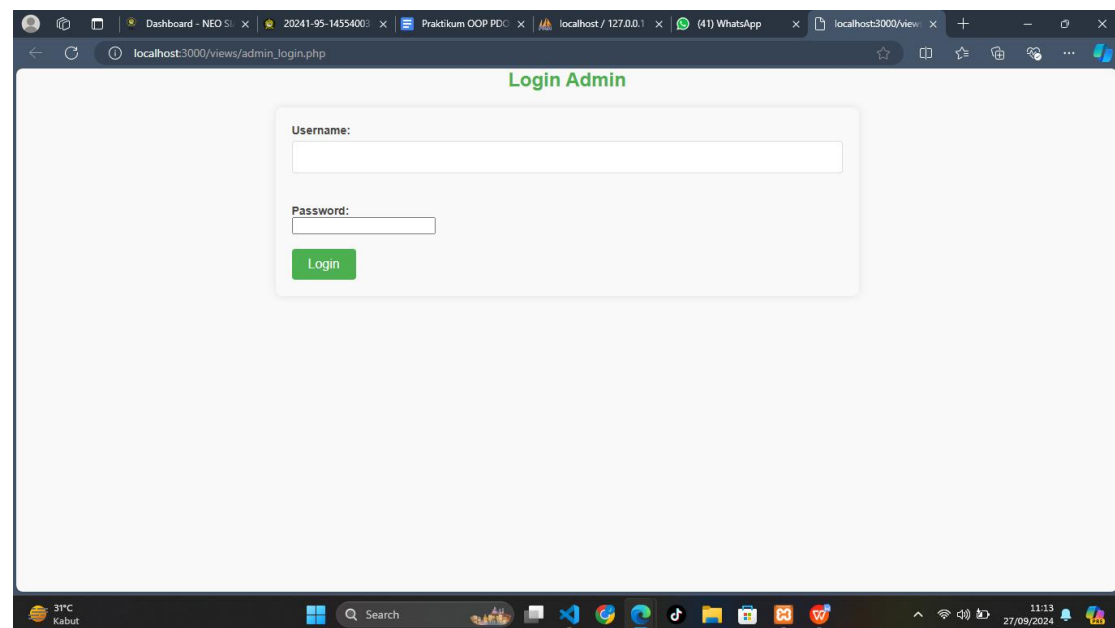 Dashboard - NEO SI
20241-95-14554003
Praktikum OOP PDO
localhost / 127.0.0.1
(41) WhatsApp
localhost:3000/view
localhost:3000/views/admin_login.php
Login Admin
Username:
Password:
Login
31°C
Kabut
Search
11:13
27/09/2024